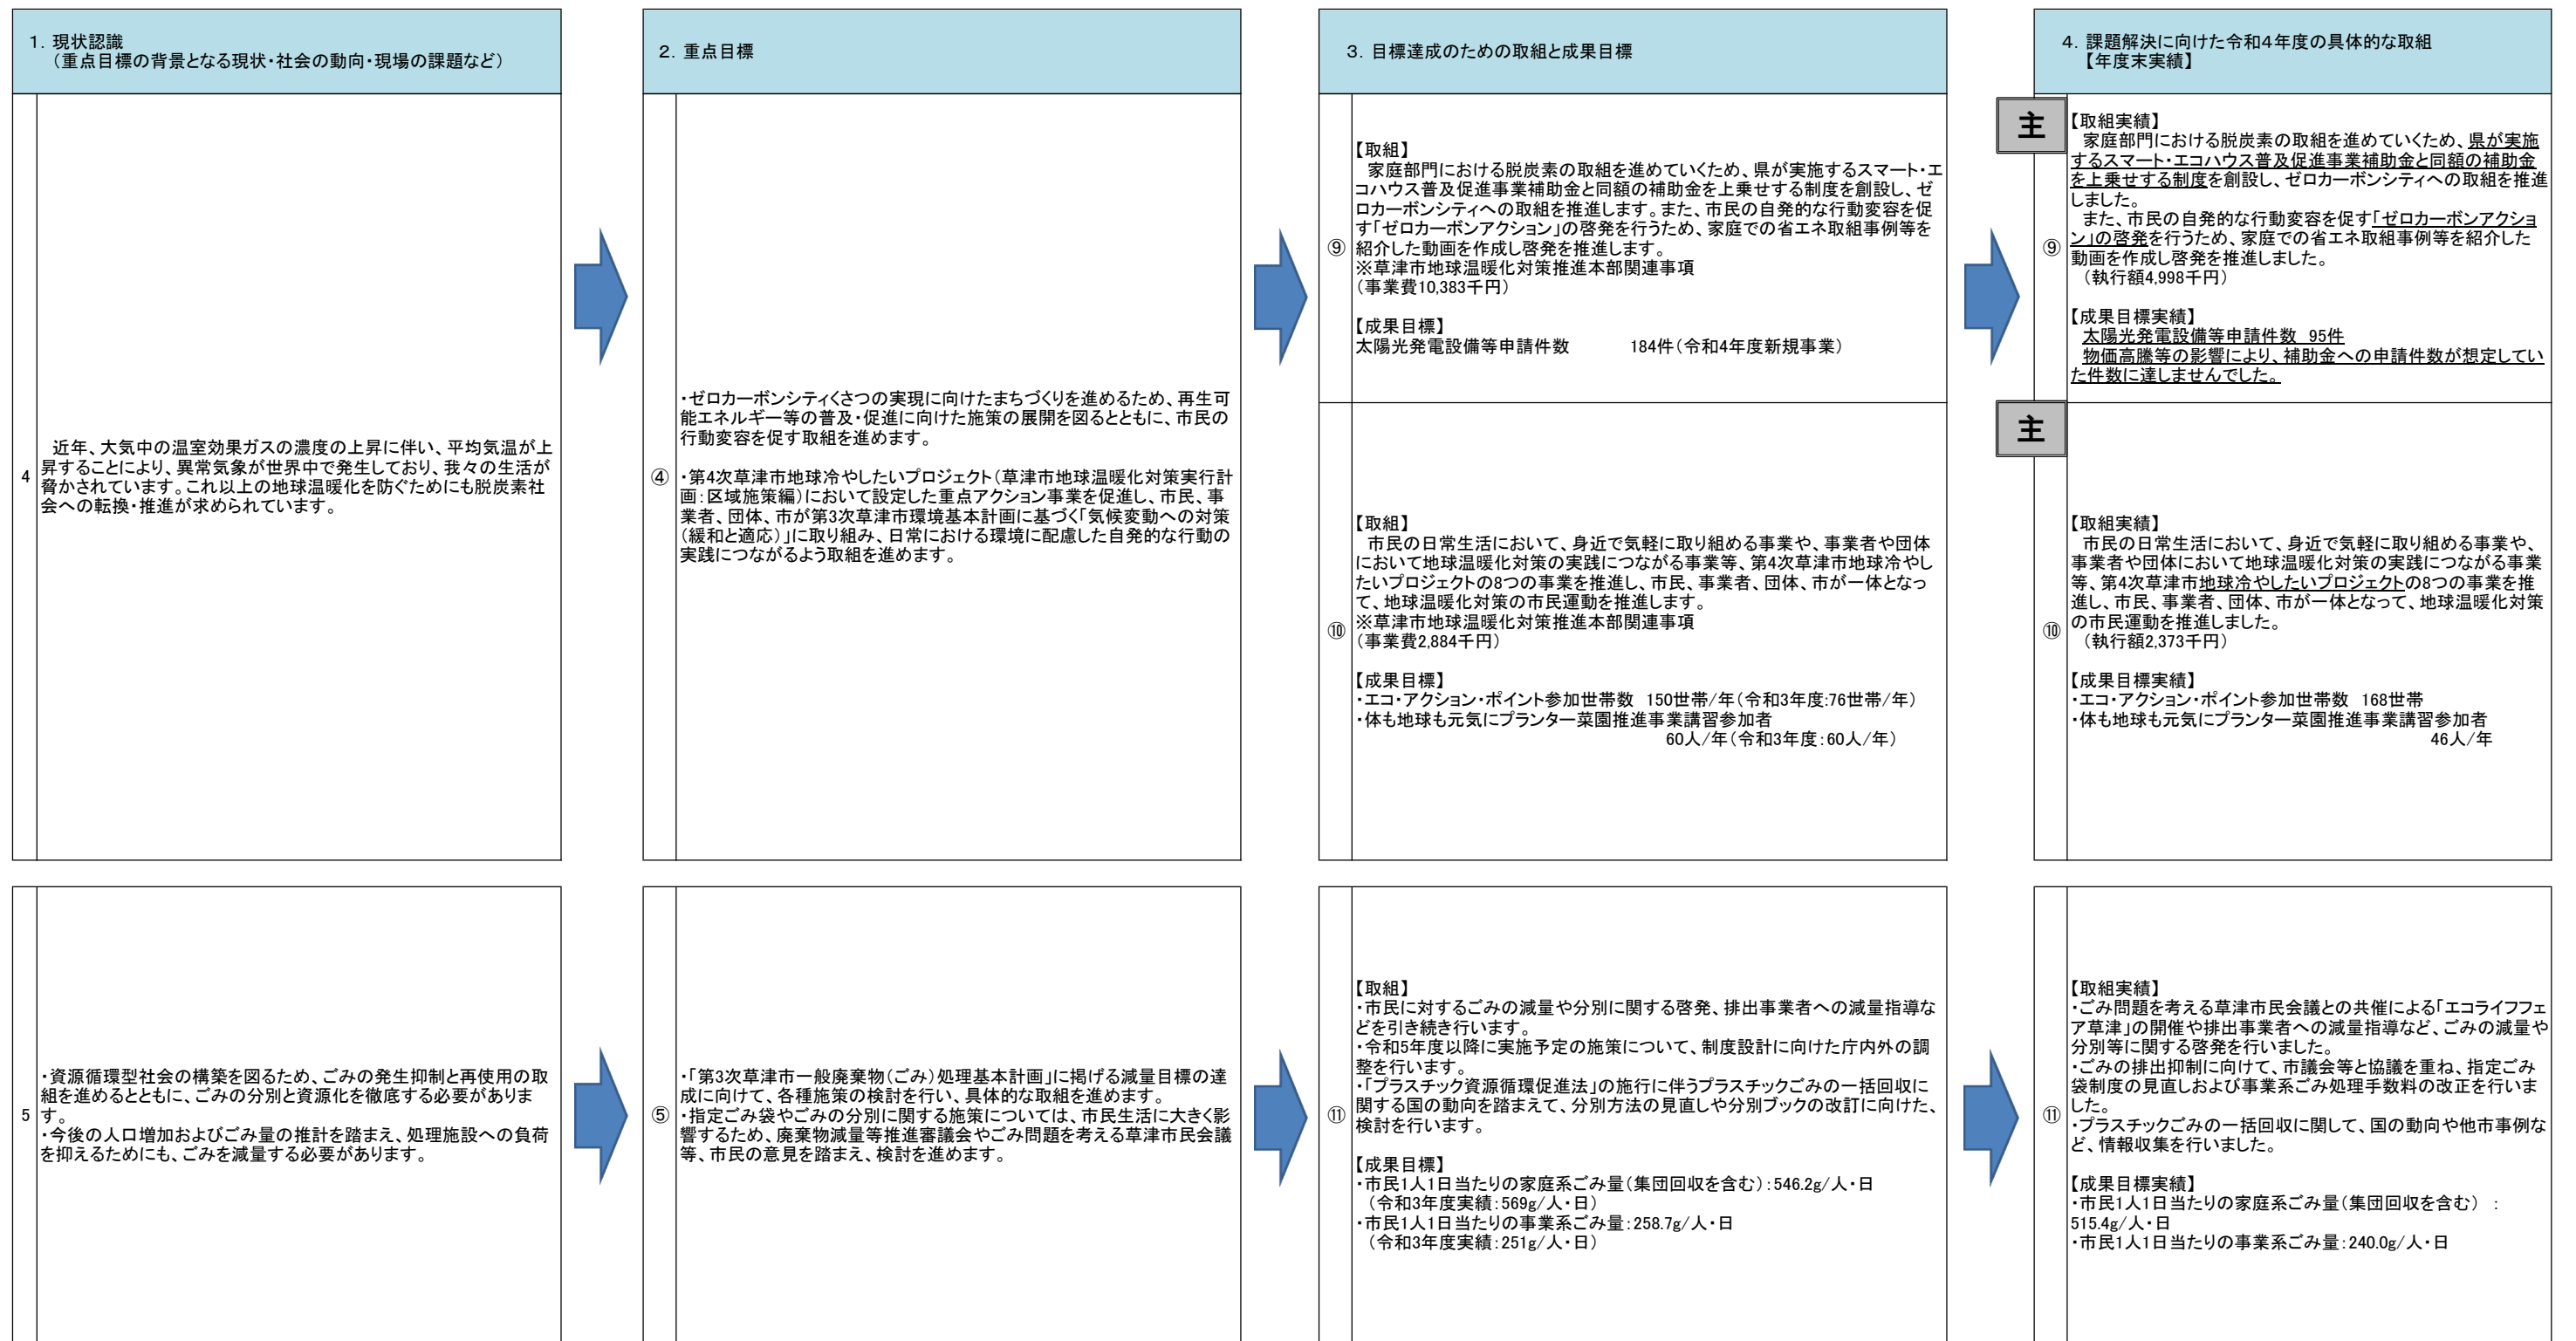 １．現状認識
（重点目標の背景となる現状・社会の動向・現場の課題など）
２．重点目標
３．目標達成のための取組と成果目標
４．課題解決に向けた令和４年度の具体的な取組
【年度末実績】
4
近年、大気中の温室効果ガスの濃度の上昇に伴い、平均気温が上
昇することにより、異常気象が世界中で発生しており、我々の生活が
脅かされています。これ以上の地球温暖化を防ぐためにも脱炭素社
会への転換・推進が求められています。
④
・ゼロカーボンシティくさつの実現に向けたまちづくりを進めるため、再生可
能エネルギー等の普及・促進に向けた施策の展開を図るとともに、市民の
行動変容を促す取組を進めます。
・第4次草津市地球冷やしたいプロジェクト（草津市地球温暖化対策実行計
画：区域施策編）において設定した重点アクション事業を促進し、市民、事
業者、団体、市が第3次草津市環境基本計画に基づく「気候変動への対策
（緩和と適応）」に取り組み、日常における環境に配慮した自発的な行動の
実践につながるよう取組を進めます。
⑨
【取組】
家庭部門における脱炭素の取組を進めていくため、県が実施するスマート・エ
コハウス普及促進事業補助金と同額の補助金を上乗せする制度を創設し、ゼ
ロカーボンシティへの取組を推進します。また、市民の自発的な行動変容を促
す「ゼロカーボンアクション」の啓発を行うため、家庭での省エネ取組事例等を
紹介した動画を作成し啓発を推進します。
※草津市地球温暖化対策推進本部関連事項
（事業費10,383千円）
【成果目標】
太陽光発電設備等申請件数　　　184件（令和4年度新規事業）
主
⑨
【取組実績】
家庭部門における脱炭素の取組を進めていくため、県が実施
するスマート・エコハウス普及促進事業補助金と同額の補助金
を上乗せする制度を創設し、ゼロカーボンシティへの取組を推進
しました。
また、市民の自発的な行動変容を促す「ゼロカーボンアクショ
ン」の啓発を行うため、家庭での省エネ取組事例等を紹介した
動画を作成し啓発を推進しました。
（執行額4,998千円）
【成果目標実績】
太陽光発電設備等申請件数　95件
物価高騰等の影響により、補助金への申請件数が想定してい
た件数に達しませんでした。
⑩
【取組】
市民の日常生活において、身近で気軽に取り組める事業や、事業者や団体
において地球温暖化対策の実践につながる事業等、第4次草津市地球冷やし
たいプロジェクトの8つの事業を推進し、市民、事業者、団体、市が一体となっ
て、地球温暖化対策の市民運動を推進します。
※草津市地球温暖化対策推進本部関連事項
（事業費2,884千円）
【成果目標】
・エコ・アクション・ポイント参加世帯数　150世帯/年（令和3年度:76世帯/年）
・体も地球も元気にプランター菜園推進事業講習参加者
60人/年（令和3年度：60人/年）
主
⑩
【取組実績】
市民の日常生活において、身近で気軽に取り組める事業や、
事業者や団体において地球温暖化対策の実践につながる事業
等、第4次草津市地球冷やしたいプロジェクトの8つの事業を推
進し、市民、事業者、団体、市が一体となって、地球温暖化対策
の市民運動を推進しました。
（執行額2,373千円）
【成果目標実績】
・エコ・アクション・ポイント参加世帯数　168世帯
・体も地球も元気にプランター菜園推進事業講習参加者
46人/年
5
・資源循環型社会の構築を図るため、ごみの発生抑制と再使用の取
組を進めるとともに、ごみの分別と資源化を徹底する必要がありま
す。
・今後の人口増加およびごみ量の推計を踏まえ、処理施設への負荷
を抑えるためにも、ごみを減量する必要があります。
⑤
・「第3次草津市一般廃棄物（ごみ）処理基本計画」に掲げる減量目標の達
成に向けて、各種施策の検討を行い、具体的な取組を進めます。
・指定ごみ袋やごみの分別に関する施策については、市民生活に大きく影
響するため、廃棄物減量等推進審議会やごみ問題を考える草津市民会議
等、市民の意見を踏まえ、検討を進めます。
⑪
【取組】
・市民に対するごみの減量や分別に関する啓発、排出事業者への減量指導な
どを引き続き行います。
・令和5年度以降に実施予定の施策について、制度設計に向けた庁内外の調
整を行います。
・「プラスチック資源循環促進法」の施行に伴うプラスチックごみの一括回収に
関する国の動向を踏まえて、分別方法の見直しや分別ブックの改訂に向けた、
検討を行います。
【成果目標】
・市民1人1日当たりの家庭系ごみ量（集団回収を含む）：546.2g/人・日
（令和3年度実績：569g/人・日）
・市民1人1日当たりの事業系ごみ量：258.7g/人・日
（令和3年度実績：251g/人・日）
⑪
【取組実績】
・ごみ問題を考える草津市民会議との共催による「エコライフフェ
ア草津」の開催や排出事業者への減量指導など、ごみの減量や
分別等に関する啓発を行いました。
・ごみの排出抑制に向けて、市議会等と協議を重ね、指定ごみ
袋制度の見直しおよび事業系ごみ処理手数料の改正を行いま
した。
・プラスチックごみの一括回収に関して、国の動向や他市事例な
ど、情報収集を行いました。
【成果目標実績】
・市民1人1日当たりの家庭系ごみ量（集団回収を含む）　：
515.4g/人・日
・市民1人1日当たりの事業系ごみ量：240.0g/人・日